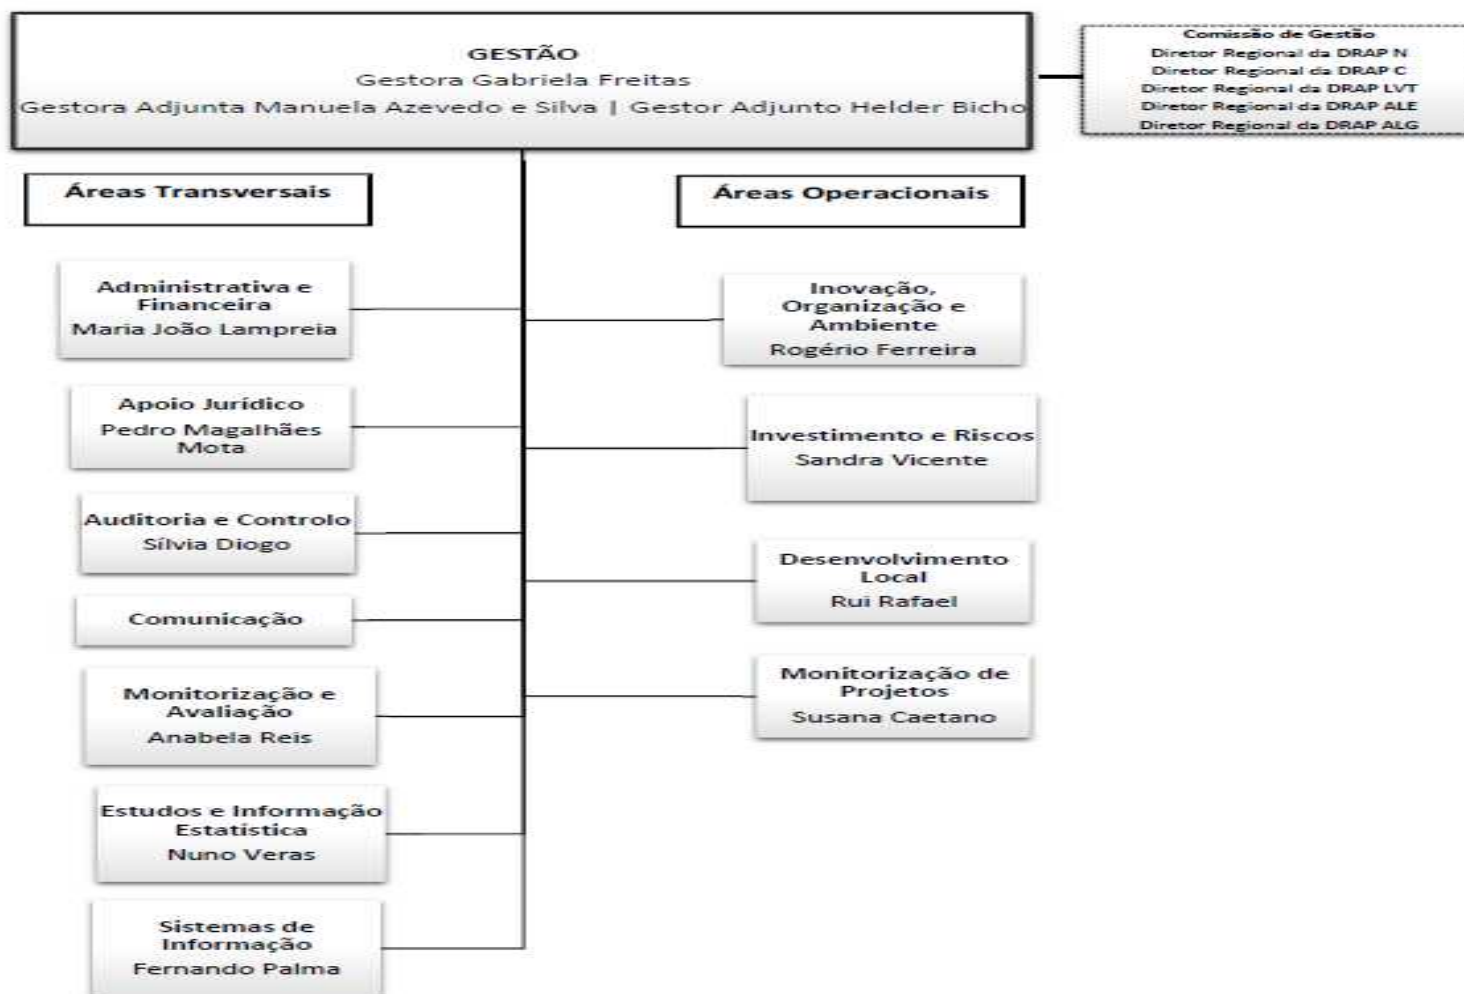 GESTÃO
Gestora Gabriela Freitas
Gestora Adjunta Manuela Azevedo e Silva | Gestor Adjunto Helder Bicho
Comissão de Gestão
Diretor Regional da DRAP N
Diretor Regional da DRAP C
Diretor Regional da DRAP LVT
Diretor Regional da DRAP ALE
Diretor Regional da DRAP ALG
Áreas Transversais
Administrativa e
Financeira
Maria João Lampreia
Apoio Jurídico
Pedro Magalhães
Mota
Auditoria e Controlo
Sílvia Diogo
Comunicação
Monitorização e
Avaliação
Anabela Reis
Estudos e Informação
Estatistica
Nuno Veras
Sistemas de
Informação
Fernando Palma
Áreas Operacionais
Inovação,
Organização e
Ambiente
Rogério Ferreira
Investimento e Riscos
Sandra Vicente
Desenvolvimento
Local
Rui Rafael
Monitorização de
Projetos
Susana Caetano